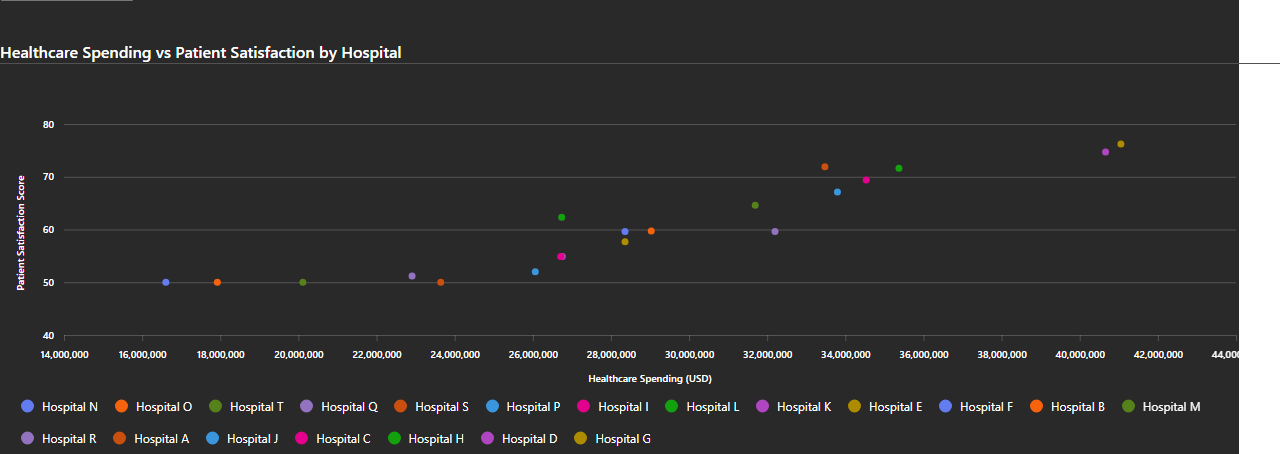 Healthcare Spending vs Patient Satisfaction by Hospital
80
70
60
50
40
Patient Satisfaction Score
14,000,000 16,000,000 18,000,000 20,000,000 22,000,000 24,000,000 26,000,000 28,000,000 30,000,000 32,000,000 34,000,000 36,000,000 38,000,000 40,000,000 42,000,000 44,000,00
Healthcare Spending (USD)
Hospital N Hospital O Hospital T Hospital Q Hospital S Hospital P Hospital I Hospital L Hospital K Hospital E Hospital F Hospital B Hospital M
Hospital R Hospital A Hospital J Hospital C Hospital H Hospital D Hospital G